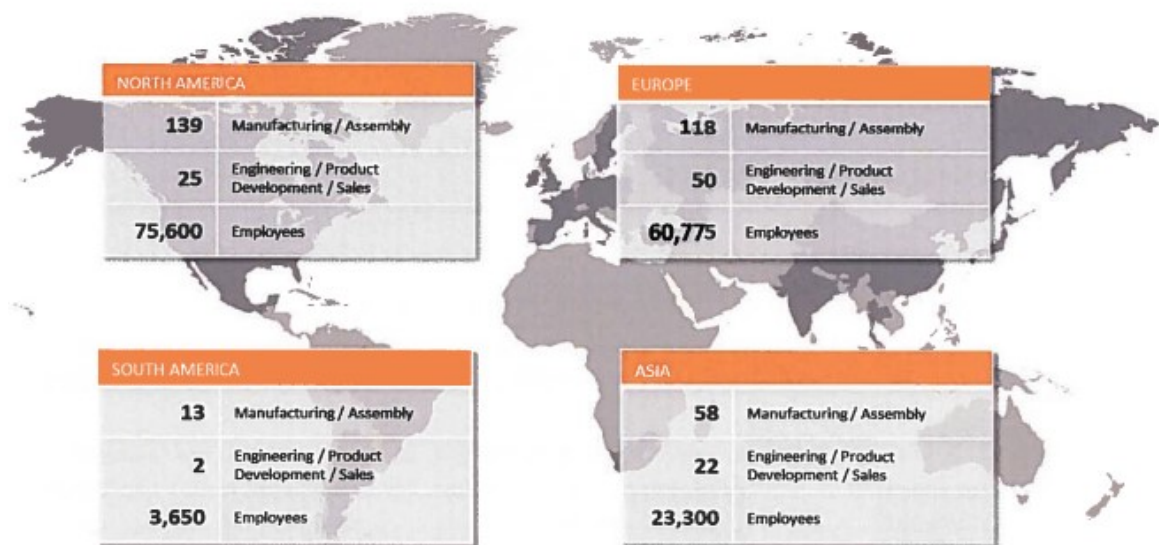 NORTH AMERICA
139 Manufacturing / Assembly
25 Engineering / Product
Development / Sales
75,600 Employees
EUROPE
118 Manufacturing / Assembly
50 Engineering / Product
Development / Sales
60,775 Employees
SOUTH AMERICA
13 Manufacturing / Assembly
2 Engineering / Product
Development / Sales
3,650 Employees
ASIA
58 Manufacturing / Assembly
22 Engineering / Product
Development / Sales
23,300 Employees